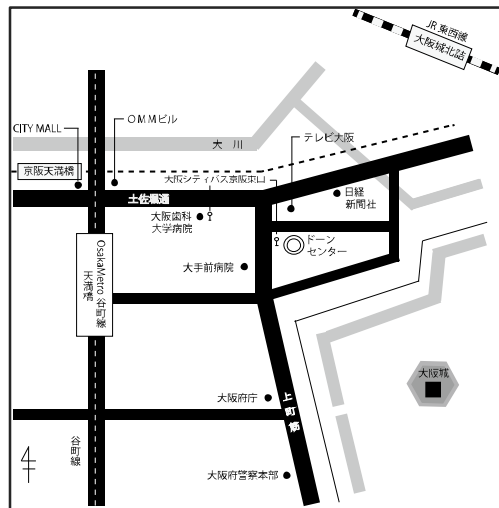 JR 東西線
大阪城北詰
CITY MALL
OMMビル
大 川
テレビ大阪
京阪天満橋
大阪シティバス京阪東口
日経
新聞社
土佐堀通
大阪歯科
大学病院
ドーン
センター
OsakaMetro 谷町線
天満橋
大手前病院
大阪城
大阪府庁
上町筋
谷町線
大阪府警察本部